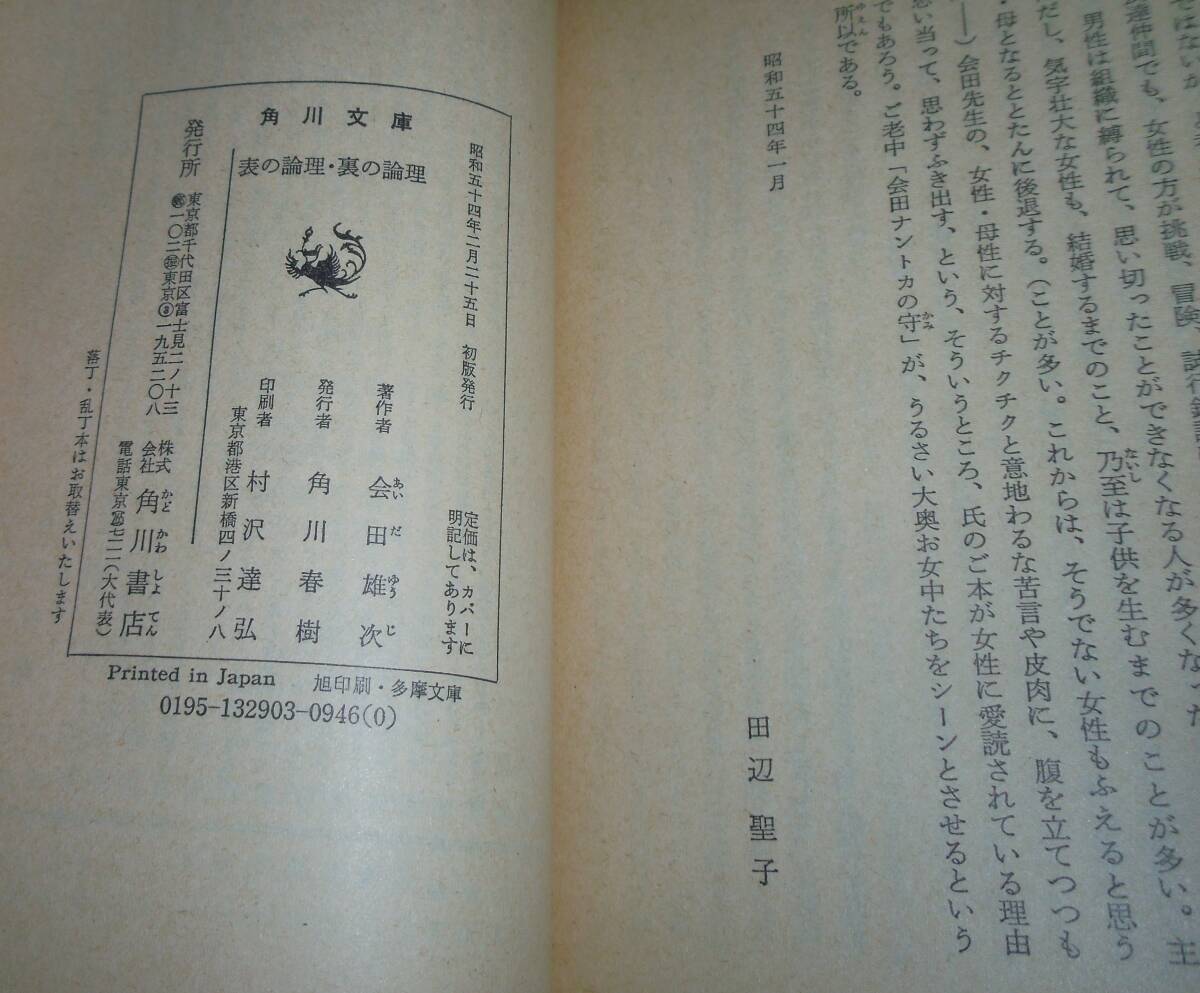 達仲間でも、女性の方が挑戦、冒険
男性は組織に縛られて、思い切ったことができなくなる人が多くなった
だし、気宇壮大な女性も、結婚するまでのこと、乃至は子供を生むまでのことが多い。主
・母となるととたんに後退する。(ことが多い。これからは、そうでない女性もふえると思う
――)会田先生の、女性・母性に対するチクチクと意地わるな苦言や皮肉に、腹を立てつつも
思い当って、思わずふき出す、という、そういうところ、氏のご本が女性に愛読されている理由
でもあろう。ご老中「会田ナントカの守」が、うるさい大奥お女中たちをシーンとさせるという
所以である。
昭和五十四年一月
田辺聖子
角川文庫
表の論理・裏の論理
昭和五十四年二月二十五日 初版発行
定価は、カバーに
明記してあります
著作者 会田雄次
発行者 角川春樹
印刷者 村沢達弘
東京都港区新橋四ノ三十ノ八
発行所
東京都千代田区富士見二ノ十三
一〇二 東京③一九五二〇八
株式会社 角川書店
(大代表)
落丁・乱丁本はお取替えいたします
Printed in Japan 旭印刷・多摩文庫
0195-132903-0946(0)